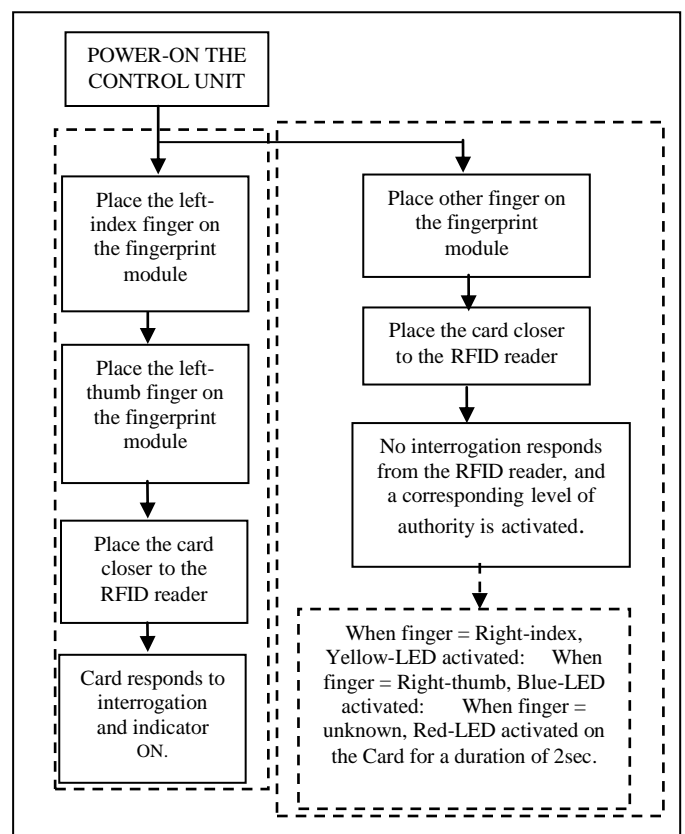 POWER-ON THE
CONTROL UNIT
Place the left-
index finger on
the fingerprint
module
Place the left-
thumb finger on
the fingerprint
module
Place the card
closer to the
RFID reader
Card responds to
interrogation
and indicator
ON.
Place other finger on
the fingerprint
module
Place the card closer
to the RFID reader
No interrogation responds
from the RFID reader, and
a corresponding level of
authority is activated.
When finger = Right-index,
Yellow-LED activated: When
finger = Right-thumb, Blue-LED
activated: When finger =
unknown, Red-LED activated on
the Card for a duration of 2sec.